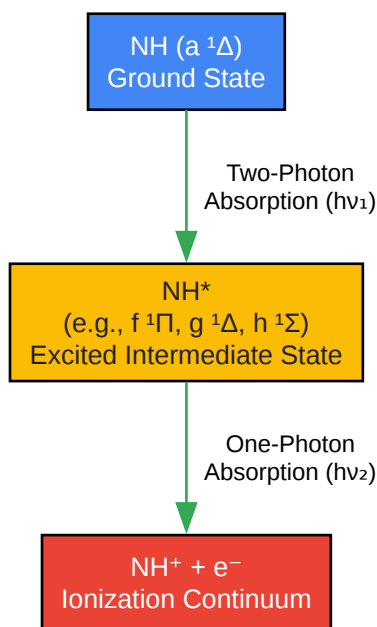 NH (a ¹Δ)
Ground State
Two-Photon
Absorption (hν₁)
NH*
(e.g., f ¹Π, g ¹Δ, h ¹Σ)
Excited Intermediate State
One-Photon
Absorption (hν₂)
NH⁺ + e⁻
Ionization Continuum